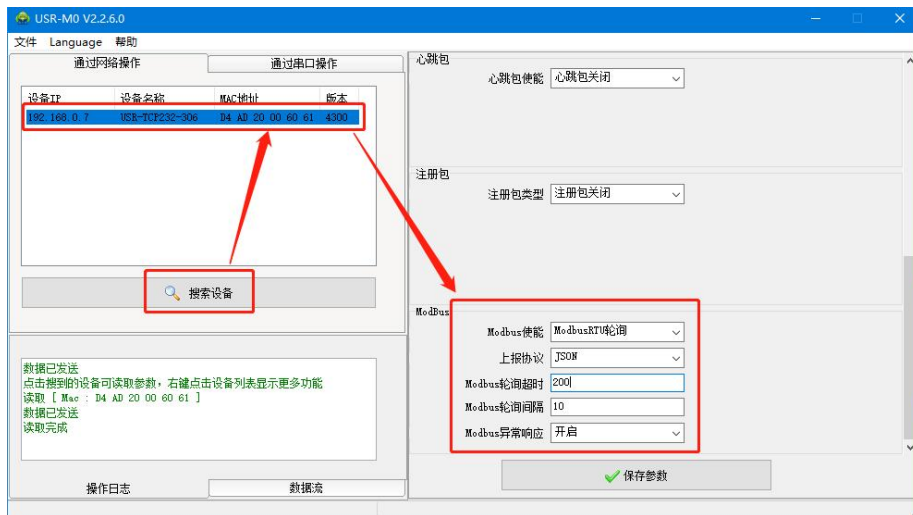 USR-M0 V2.2.6.0
文件 Language 帮助
通过网络操作 通过串口操作
设备IP 设备名称 MAC地址 版本
192.168.0.7 USR-TCP232-306 D4 AD 20 00 60 61 4300
搜索设备
数据已发送
点击搜到的设备可读取参数，右键点击设备列表显示更多功能
读取 [ Mac : D4 AD 20 00 60 61 ]
数据已发送
读取完成
操作日志 数据流
心跳包
心跳包使能 心跳包关闭
注册包
注册包类型 注册包关闭
ModBus
Modbus使能 ModbusRTU轮询
上报协议 JSON
Modbus轮询超时 200
Modbus轮询间隔 10
Modbus异常响应 开启
保存参数